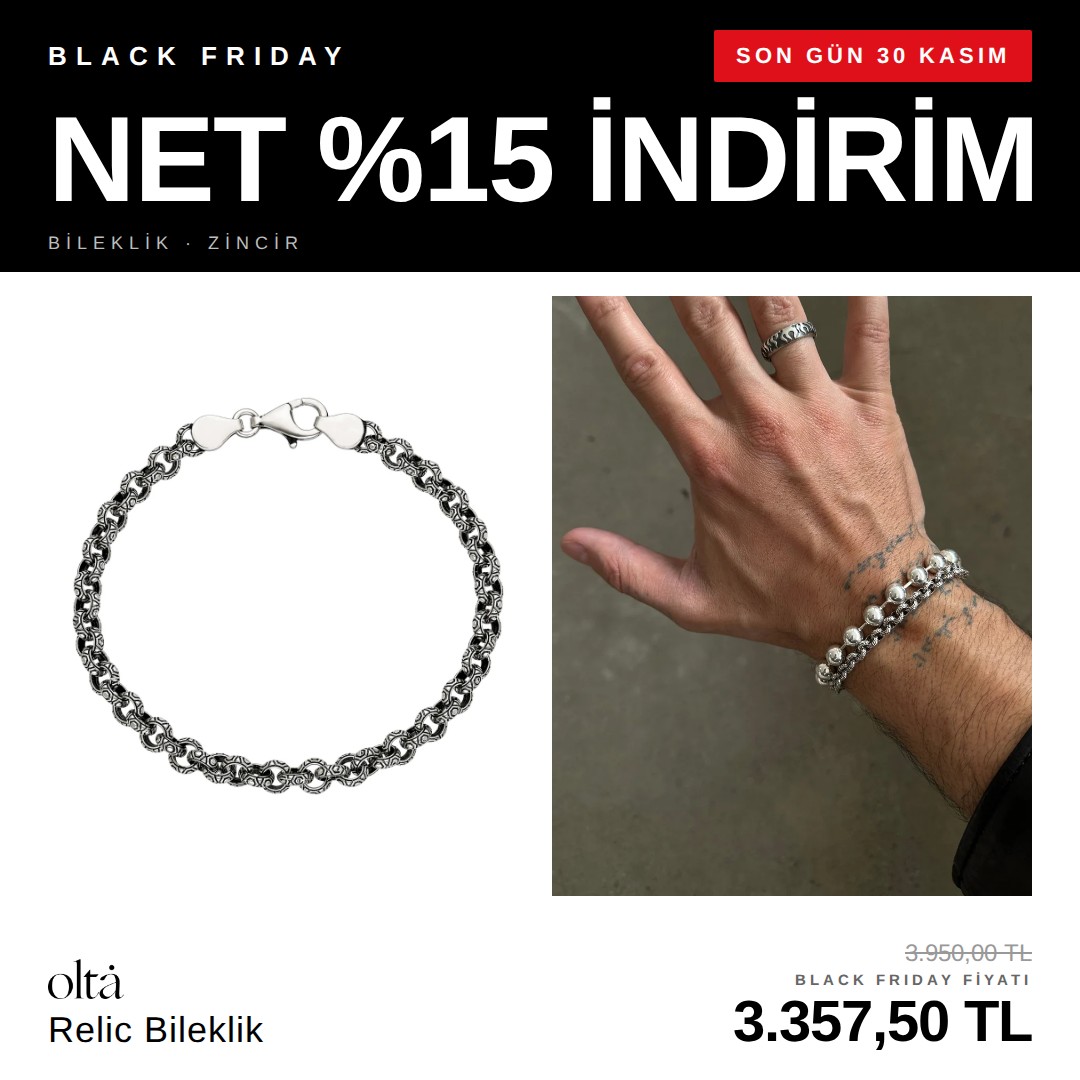 BLACK FRIDAY
SON GÜN 30 KASIM
NET %15 İNDİRİM
BİLEKLİK · ZİNCİR
3.950,00 TL
BLACK FRIDAY FİYATI
3.357,50 TL
olta
Relic Bileklik